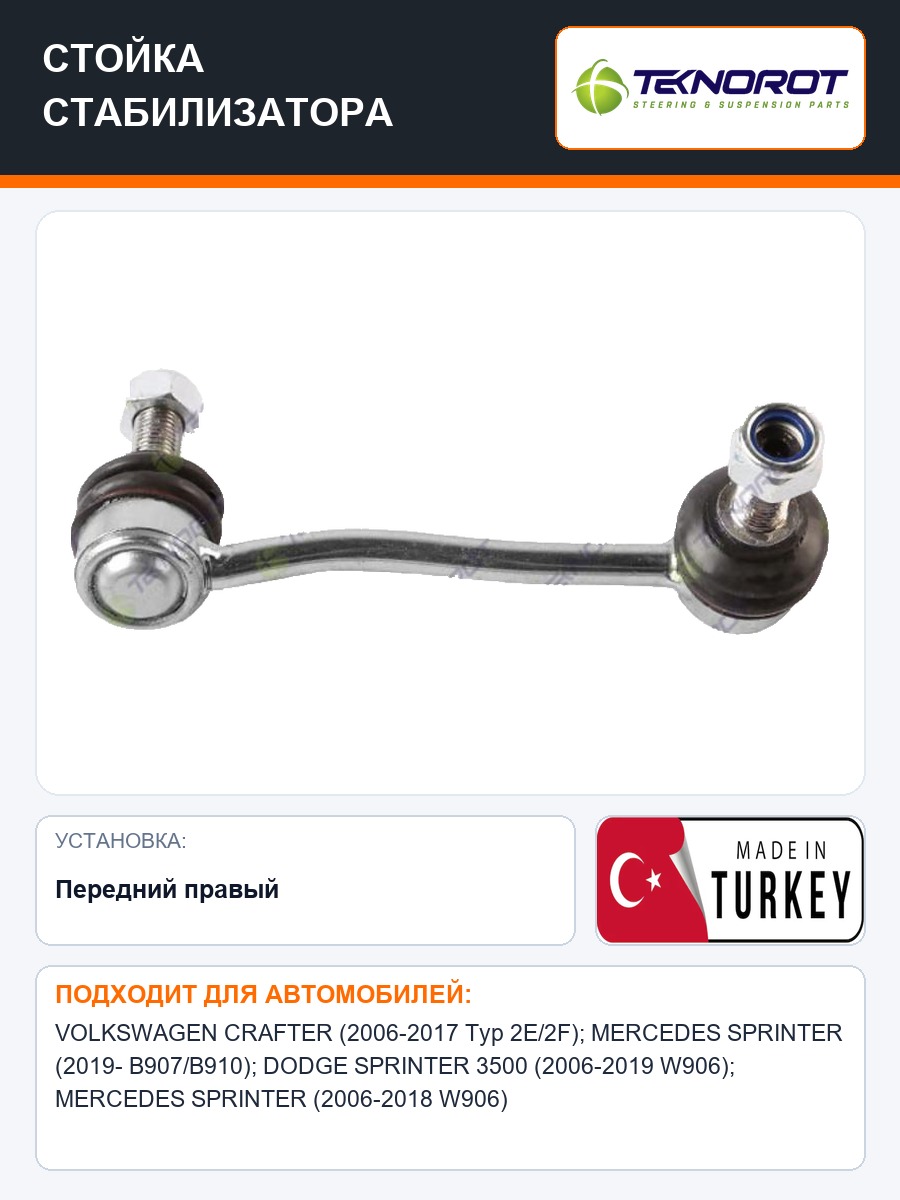 СТОЙКА
СТАБИЛИЗАТОРА
TEKNOROT
STEERING & SUSPENSION PARTS
УСТАНОВКА:
Передний правый
MADE IN
TURKEY
ПОДХОДИТ ДЛЯ АВТОМОБИЛЕЙ:
VOLKSWAGEN CRAFTER (2006-2017 Typ 2E/2F); MERCEDES SPRINTER
(2019- B907/B910); DODGE SPRINTER 3500 (2006-2019 W906);
MERCEDES SPRINTER (2006-2018 W906)